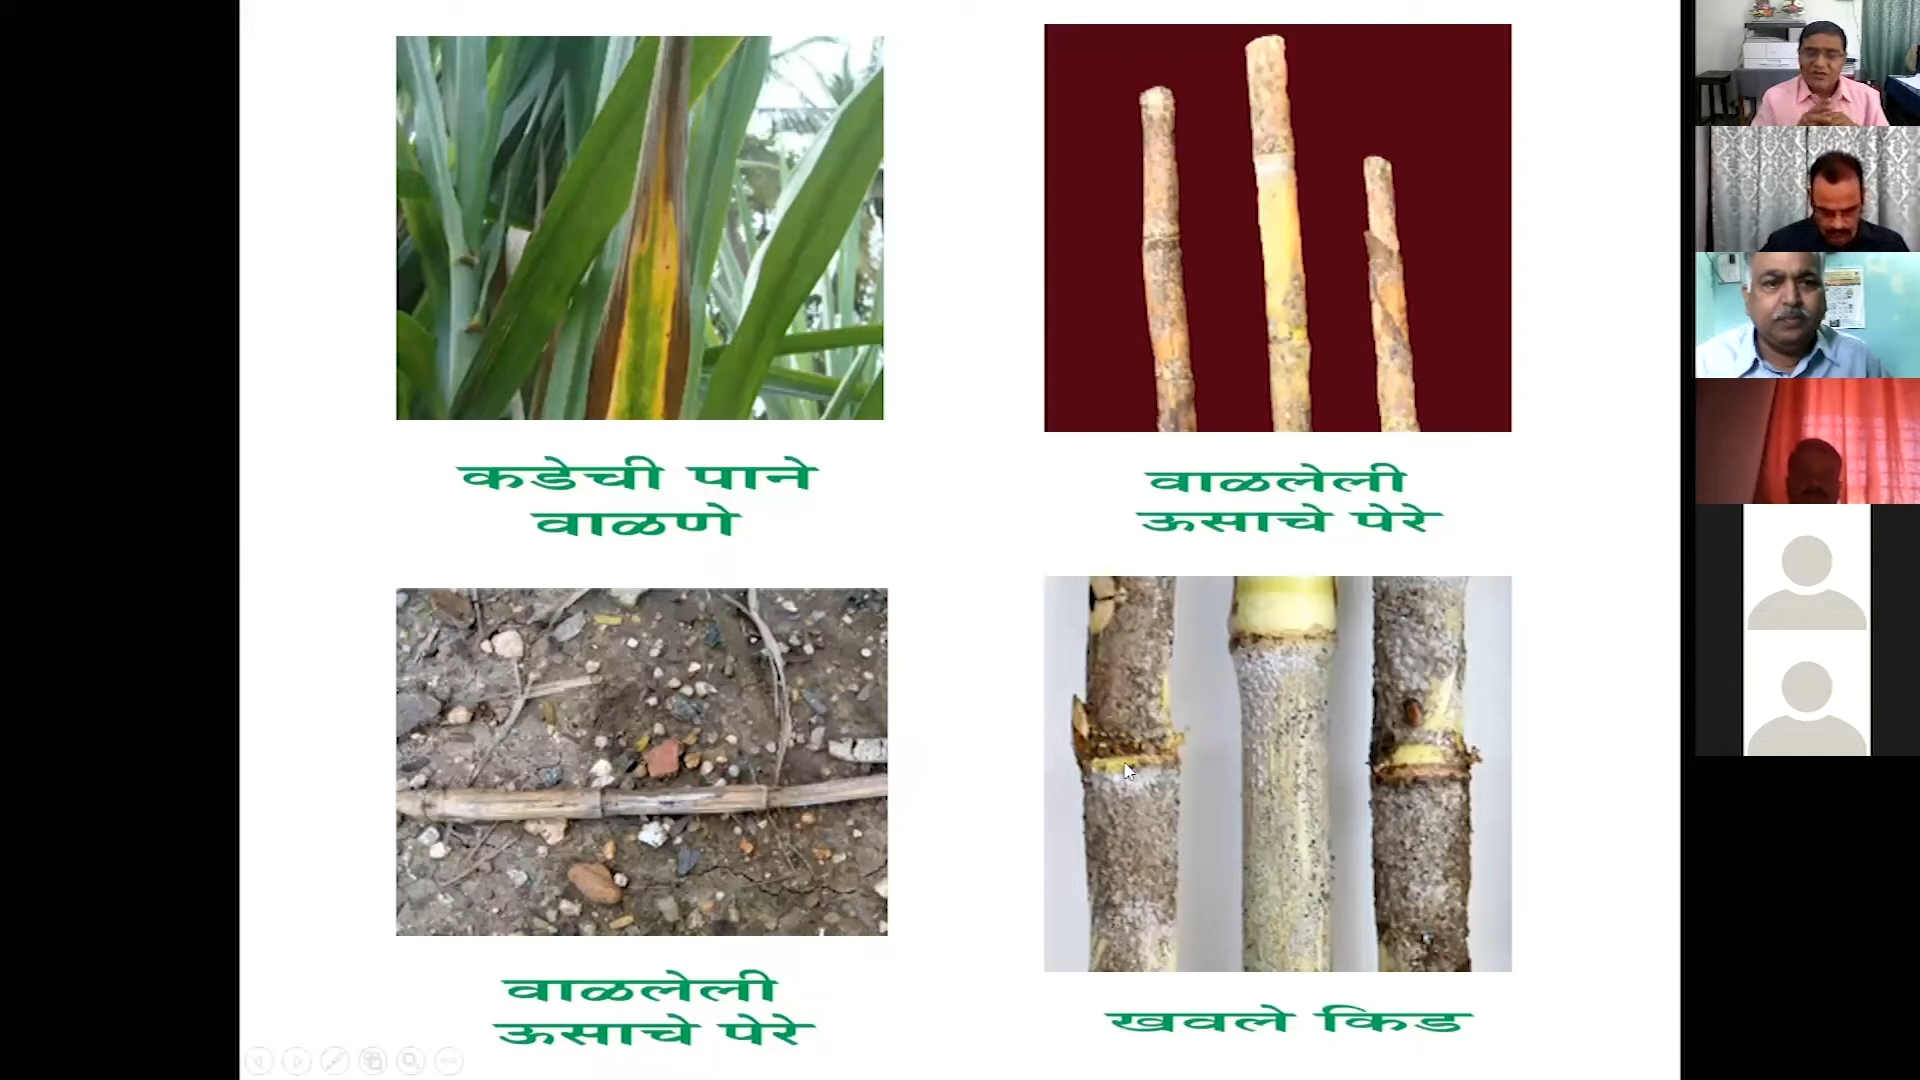 कडेची पाने
वाळणे
वाळलेली
ऊसाचे पेरे
वाळलेली
ऊसाचे पेरे
खवले किड